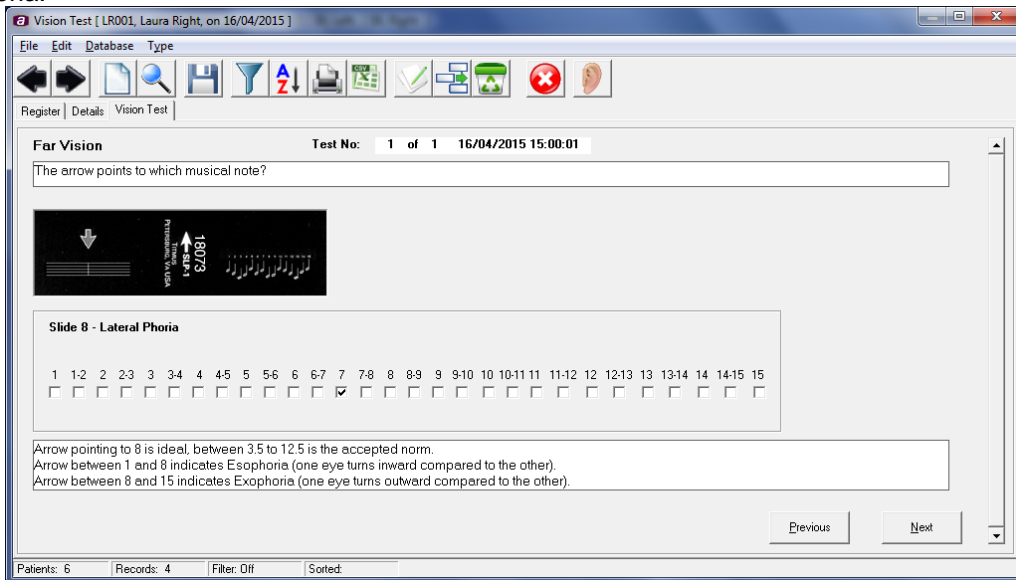 Vision Test [ LR001, Laura Right, on 16/04/2015 ]
File Edit Database Type
CSV
A
Z
Register Details Vision Test
Far Vision
Test No: 1 of 1 16/04/2015 15:00:01
The arrow points to which musical note?
18073
SLP-1
TITMUS
PETERSBURG, VA USA
Slide 8 - Lateral Phoria
1 1-2 2 2-3 3 3-4 4 4-5 5 5-6 6 6-7 7 7-8 8 8-9 9 9-10 10 10-11 11 11-12 12 12-13 13 13-14 14 14-15 15
Arrow pointing to 8 is ideal, between 3.5 to 12.5 is the accepted norm.
Arrow between 1 and 8 indicates Esophoria (one eye turns inward compared to the other).
Arrow between 8 and 15 indicates Exophoria (one eye turns outward compared to the other).
Previous Next
Patients: 6 Records: 4 Filter: Off Sorted: